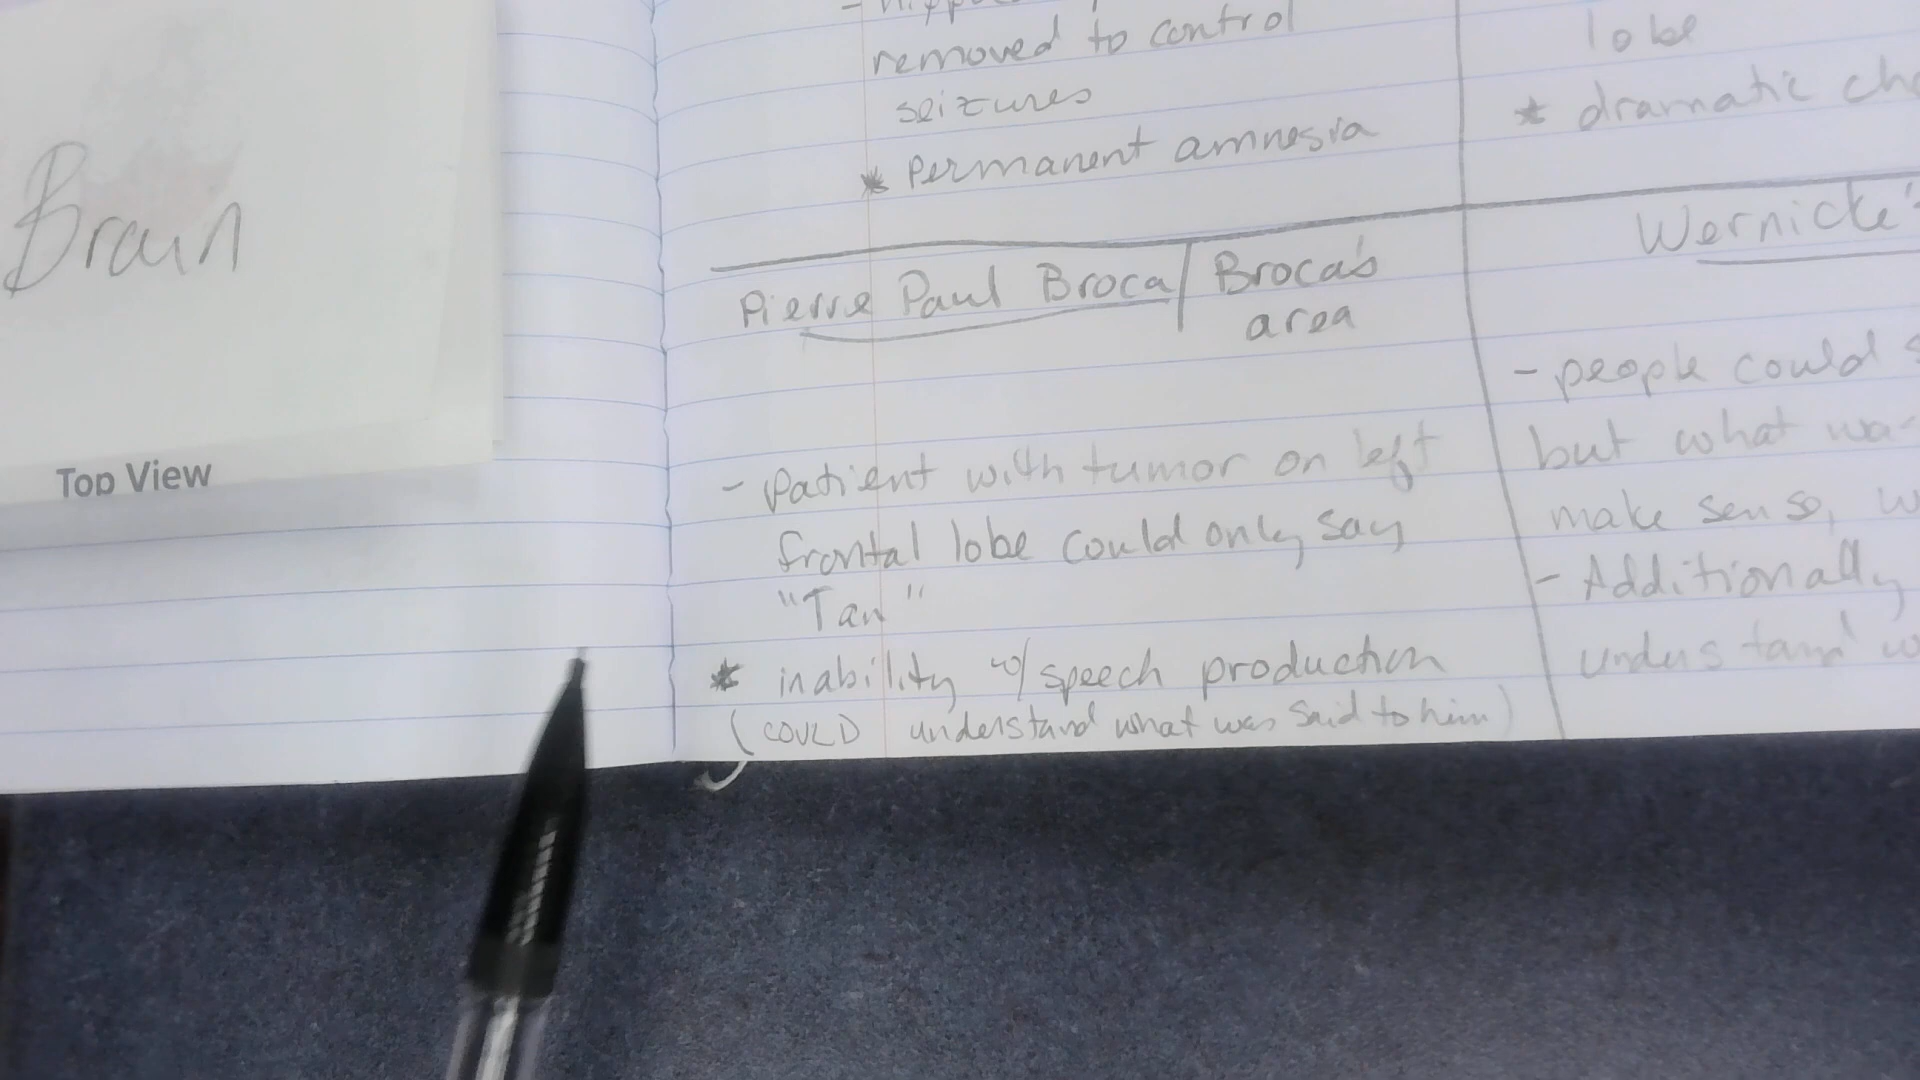 Brain
Top View
removed to control
seizures
* Permanent amnesia
lobe
* dramatic
Pierre Paul Broca / Broca's
area
- Patient with tumor on left
frontal lobe could only say
"Tan"
* inability w/ speech production
(COULD understand what was said to him)
Wernicke's
- people could
but what
make sense,
- Additionally
understand